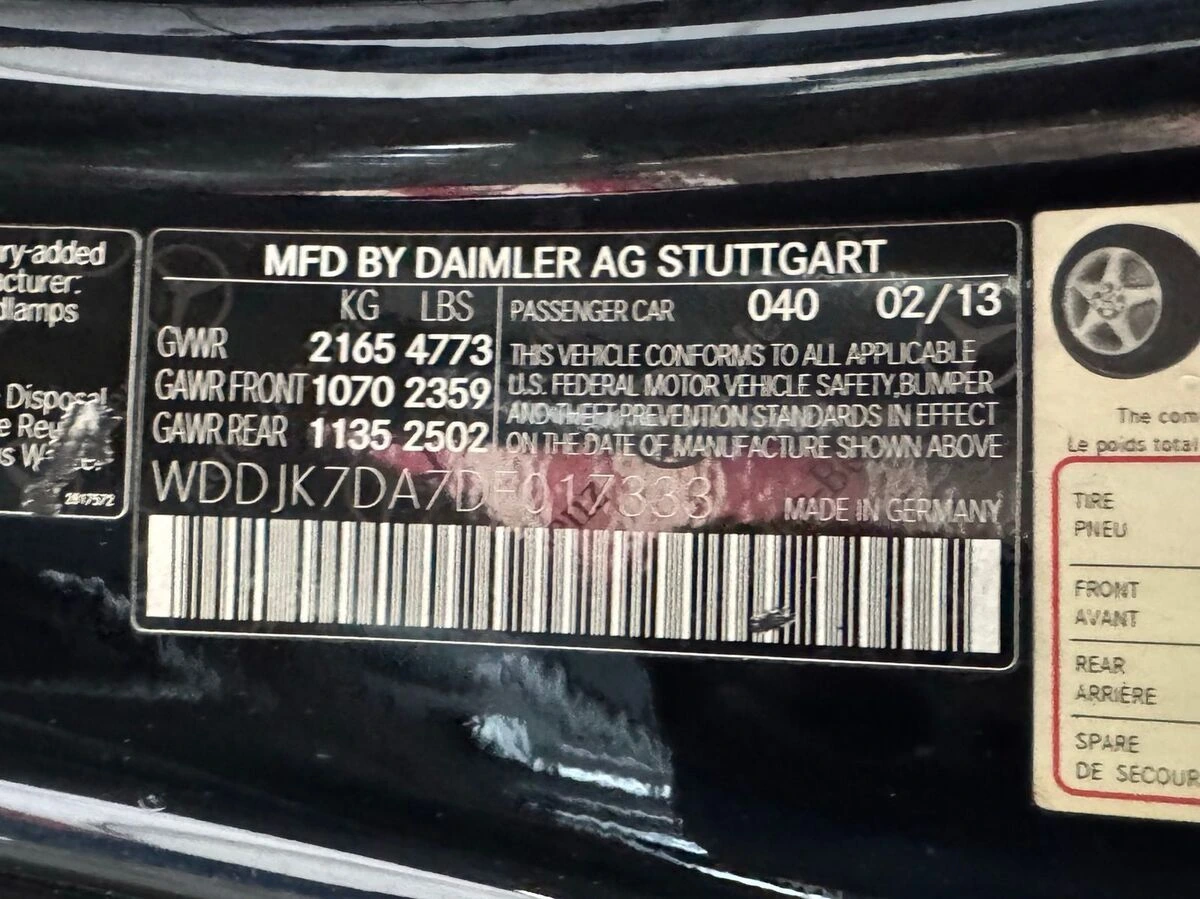 ry-added
cturer:
dlamps
Disposal
MFD BY DAIMLER AG STUTTGART
KG LBS
GVWR 2165 4773
GAWR FRONT 1070 2359
GAWR REAR 1135 2502
PASSENGER CAR 040 02/13
THIS VEHICLE CONFORMS TO ALL APPLICABLE
U.S. FEDERAL MOTOR VEHICLE SAFETY,BUMPER
AND THEFT PREVENTION STANDARDS IN EFFECT
ON THE DATE OF MANUFACTURE SHOWN ABOVE
WDDJK7DA7DF017333
MADE IN GERMANY
The com
Le poids total
TIRE
PNEU
FRONT
AVANT
REAR
ARRIÈRE
SPARE
DE SECOUR